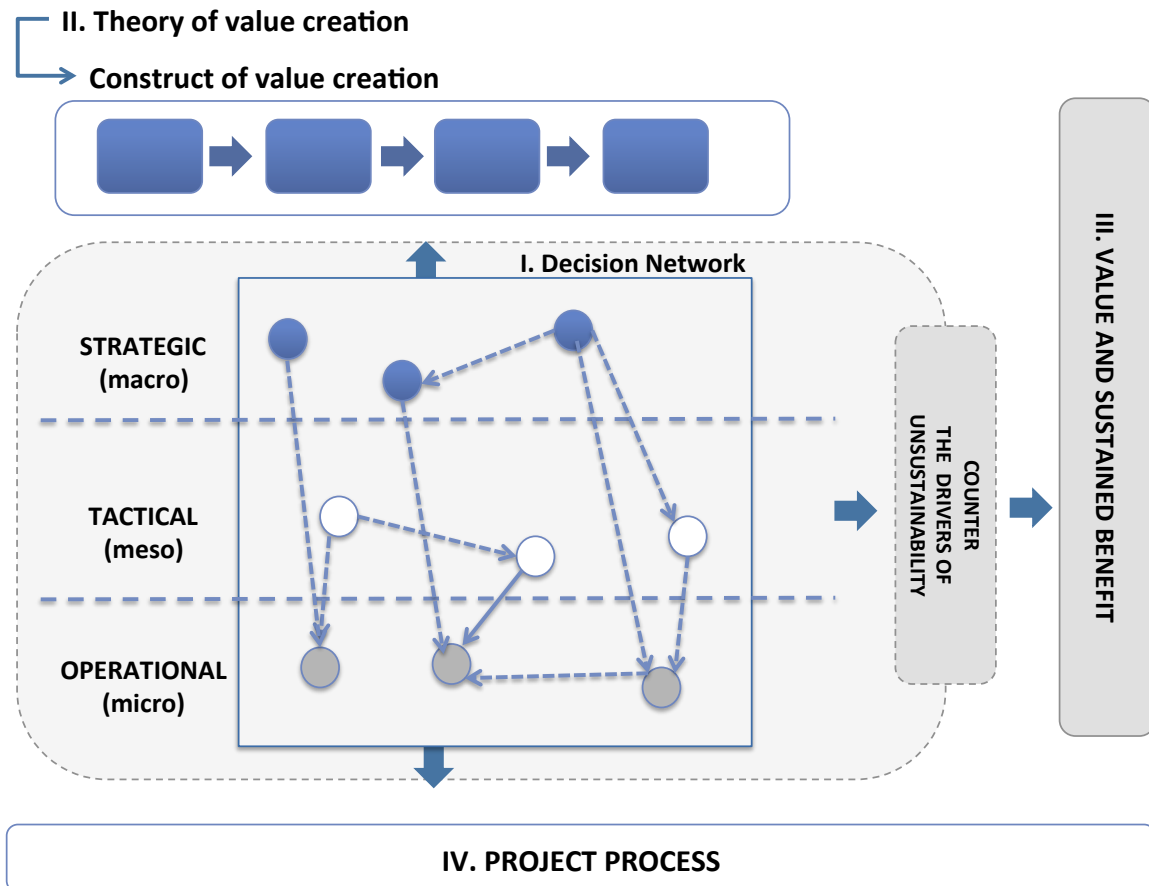 II. Theory of value creation
Construct of value creation
I. Decision Network
STRATEGIC
(macro)
TACTICAL
(meso)
OPERATIONAL
(micro)
COUNTER
THE DRIVERS OF
UNSUSTAINABILITY
III. VALUE AND SUSTAINED BENEFIT
IV. PROJECT PROCESS